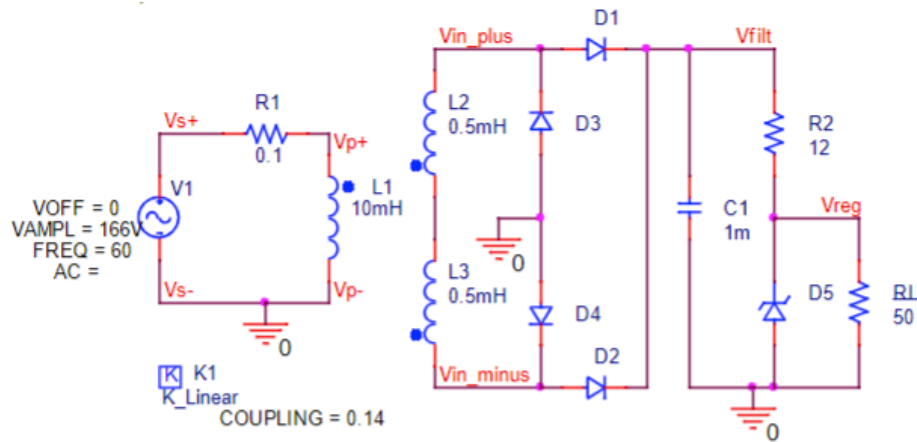 D1
Vin_plus
Vfilt
R1
L2
0.5mH
D3
R2
12
Vs+
Vp+
0.1
V1
L1
10mH
VOFF = 0
VAMPL = 166V
FREQ = 60
AC =
C1
1m
Vreg
0
L3
0.5mH
D4
D5
RL
50
Vs-
Vp-
0
D2
Vin_minus
K K1
K_Linear
COUPLING = 0.14
0